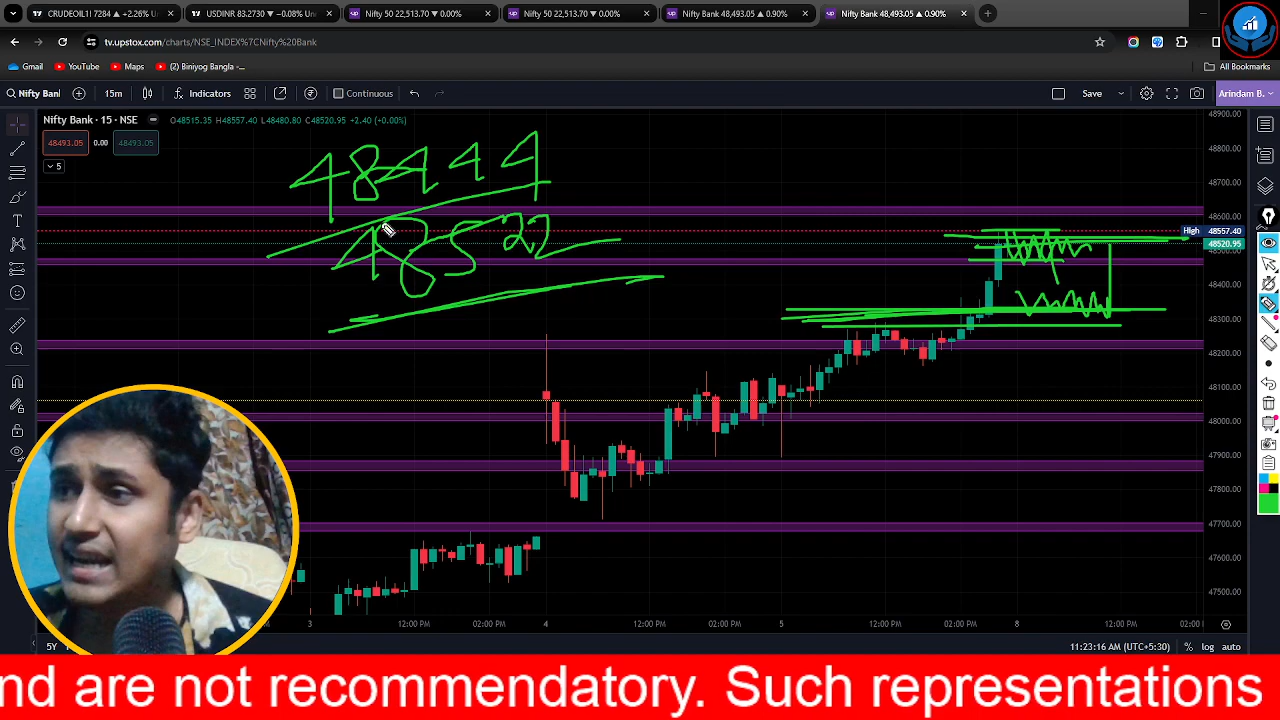 CRUDEOIL1! 7284 ▲ +2.26%
USDINR 83.2730 ▼ −0.08%
Nifty 50 22,513.70 ▼ 0.00%
Nifty 50 22,513.70 ▼ 0.00%
Nifty Bank 48,493.05 ▲ 0.90%
Nifty Bank 48,493.05 ▲ 0.90%
tv.upstox.com/charts/NSE_INDEX%7CNifty%20Bank
Gmail
YouTube
Maps
(2) Biniyog Bangla -...
All Bookmarks
Nifty Banl
15m
Indicators
Continuous
Save
Arindam B.
Nifty Bank · 15 · NSE
O48515.35 H48557.40 L48480.80 C48520.95 +2.40 (+0.00%)
48493.05
0.00
48493.05
5
48444
48522
48900.00
48800.00
48700.00
48600.00
High 48557.40
48520.95
48400.00
48300.00
48200.00
48100.00
48000.00
47900.00
47800.00
47700.00
47600.00
47500.00
3
12:00 PM
02:00 PM
4
12:00 PM
02:00 PM
5
12:00 PM
02:00 PM
8
12:00 PM
02:00
5Y
11:23:16 AM (UTC+5:30)
%
log
auto
nd are not recommendatory. Such representations